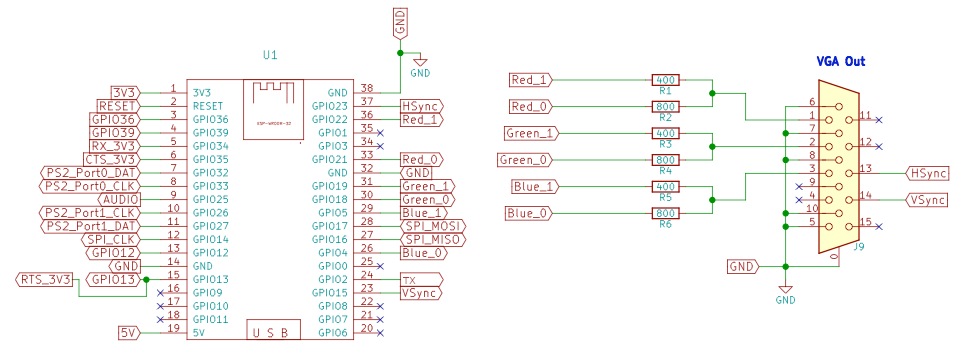 U1
GND
GND
3V3 1 3V3 GND 38
RESET 2 RESET GPIO23 37 HSync
GPIO36 3 GPIO36 GPIO22 36 Red_1
GPIO39 4 GPIO39 GPIO1 35
RX_3V3 5 GPIO34 GPIO3 34
CTS_3V3 6 GPIO35 GPIO21 33 Red_0
PS2_Port0_DAT 7 GPIO32 GND 32 GND
PS2_Port0_CLK 8 GPIO33 GPIO19 31 Green_1
AUDIO 9 GPIO25 GPIO18 30 Green_0
PS2_Port1_CLK 10 GPIO26 GPIO5 29 Blue_1
PS2_Port1_DAT 11 GPIO27 GPIO17 28 SPI_MOSI
SPI_CLK 12 GPIO14 GPIO16 27 SPI_MISO
GPIO12 13 GPIO12 GPIO4 26 Blue_0
GND 14 GND GPIO0 25
RTS_3V3 GPIO13 15 GPIO13 GPIO2 24 TX
16 GPIO9 GPIO15 23 VSync
17 GPIO10 GPIO8 22
18 GPIO11 GPIO7 21
5V 19 5V GPIO6 20
USB
VGA Out
Red_1 400
R1
Red_0 800
R2
Green_1 400
R3
Green_0 800
R4
Blue_1 400
R5
Blue_0 800
R6
6
1 11
7
2 12
8
3 13 HSync
9
4 14 VSync
10
5 15
J9
0
GND
GND